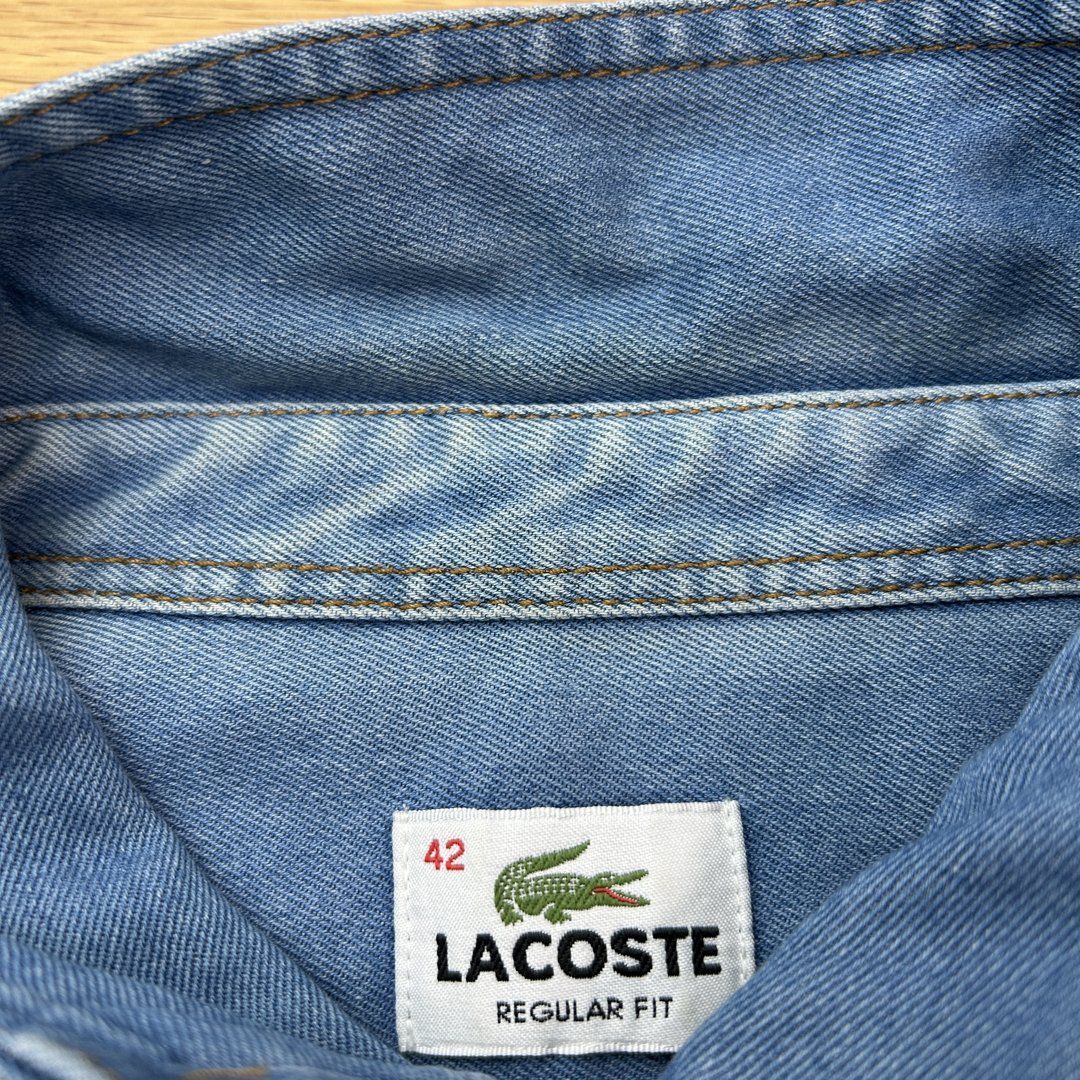 42
LACOSTE
REGULAR FIT